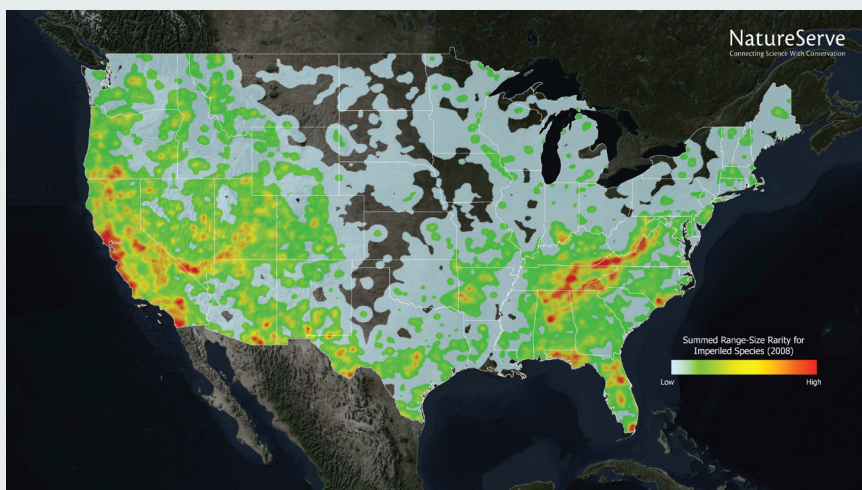 NatureServe
Connecting Science With Conservation
Summed Range-Size Rarity for
Imperiled Species (2008)
Low High